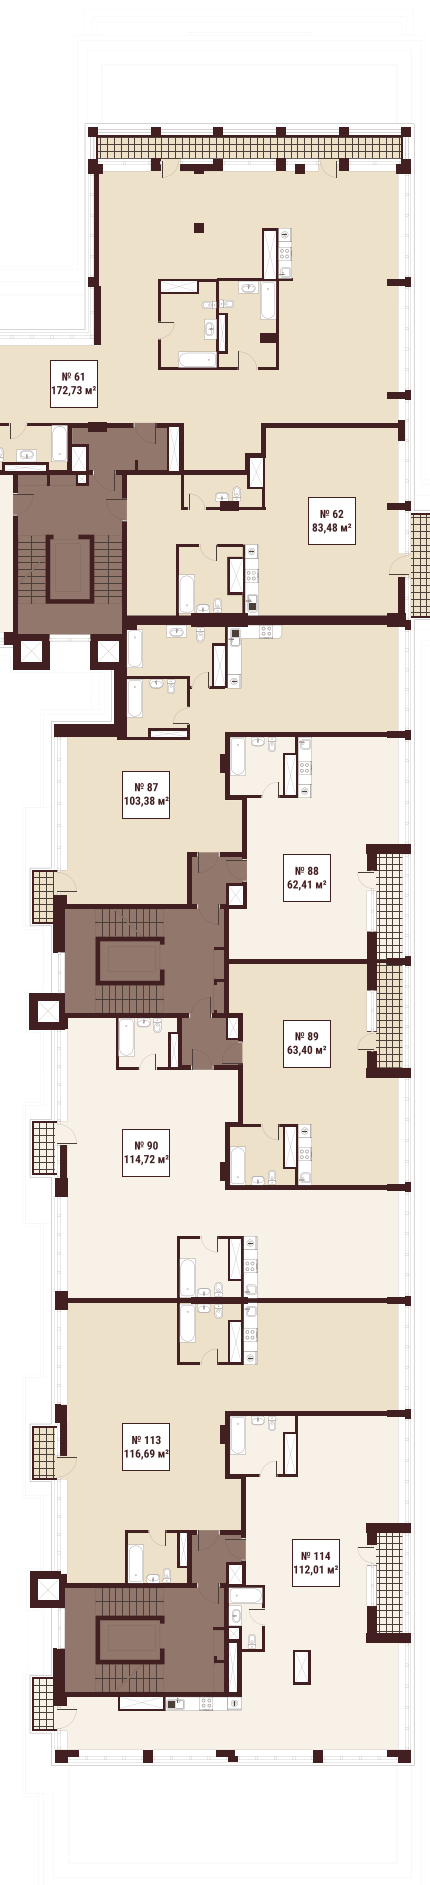 № 61
172,73 м²
№ 62
83,48 м²
№ 87
103,38 м²
№ 88
62,41 м²
№ 89
63,40 м²
№ 90
114,72 м²
№ 113
116,69 м²
№ 114
112,01 м²